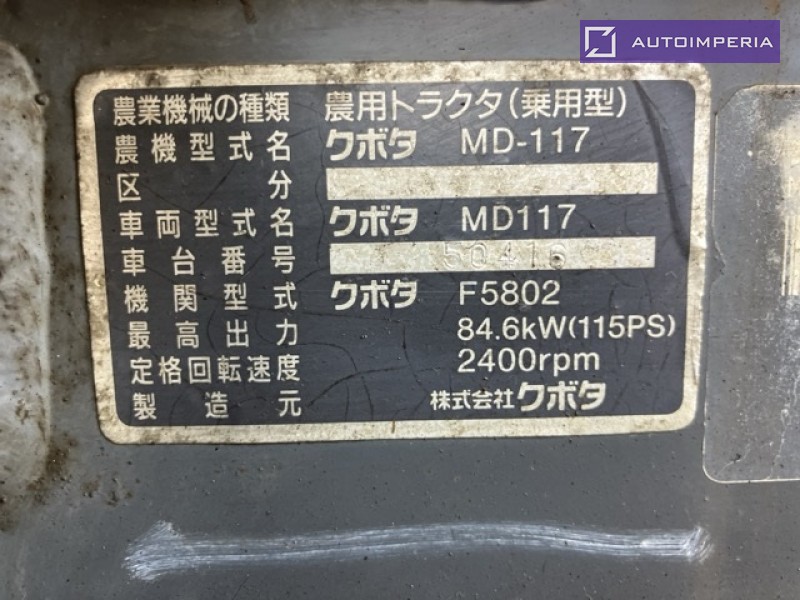 AUTOIMPERIA
農業機械の種類 農用トラクタ(乗用型)
農機型式名 クボタ MD-117
区分
車両型式名 クボタ MD117
車台番号 50416
機関型式 クボタ F5802
最高出力 84.6kW(115PS)
定格回転速度 2400rpm
製造元 株式会社クボタ